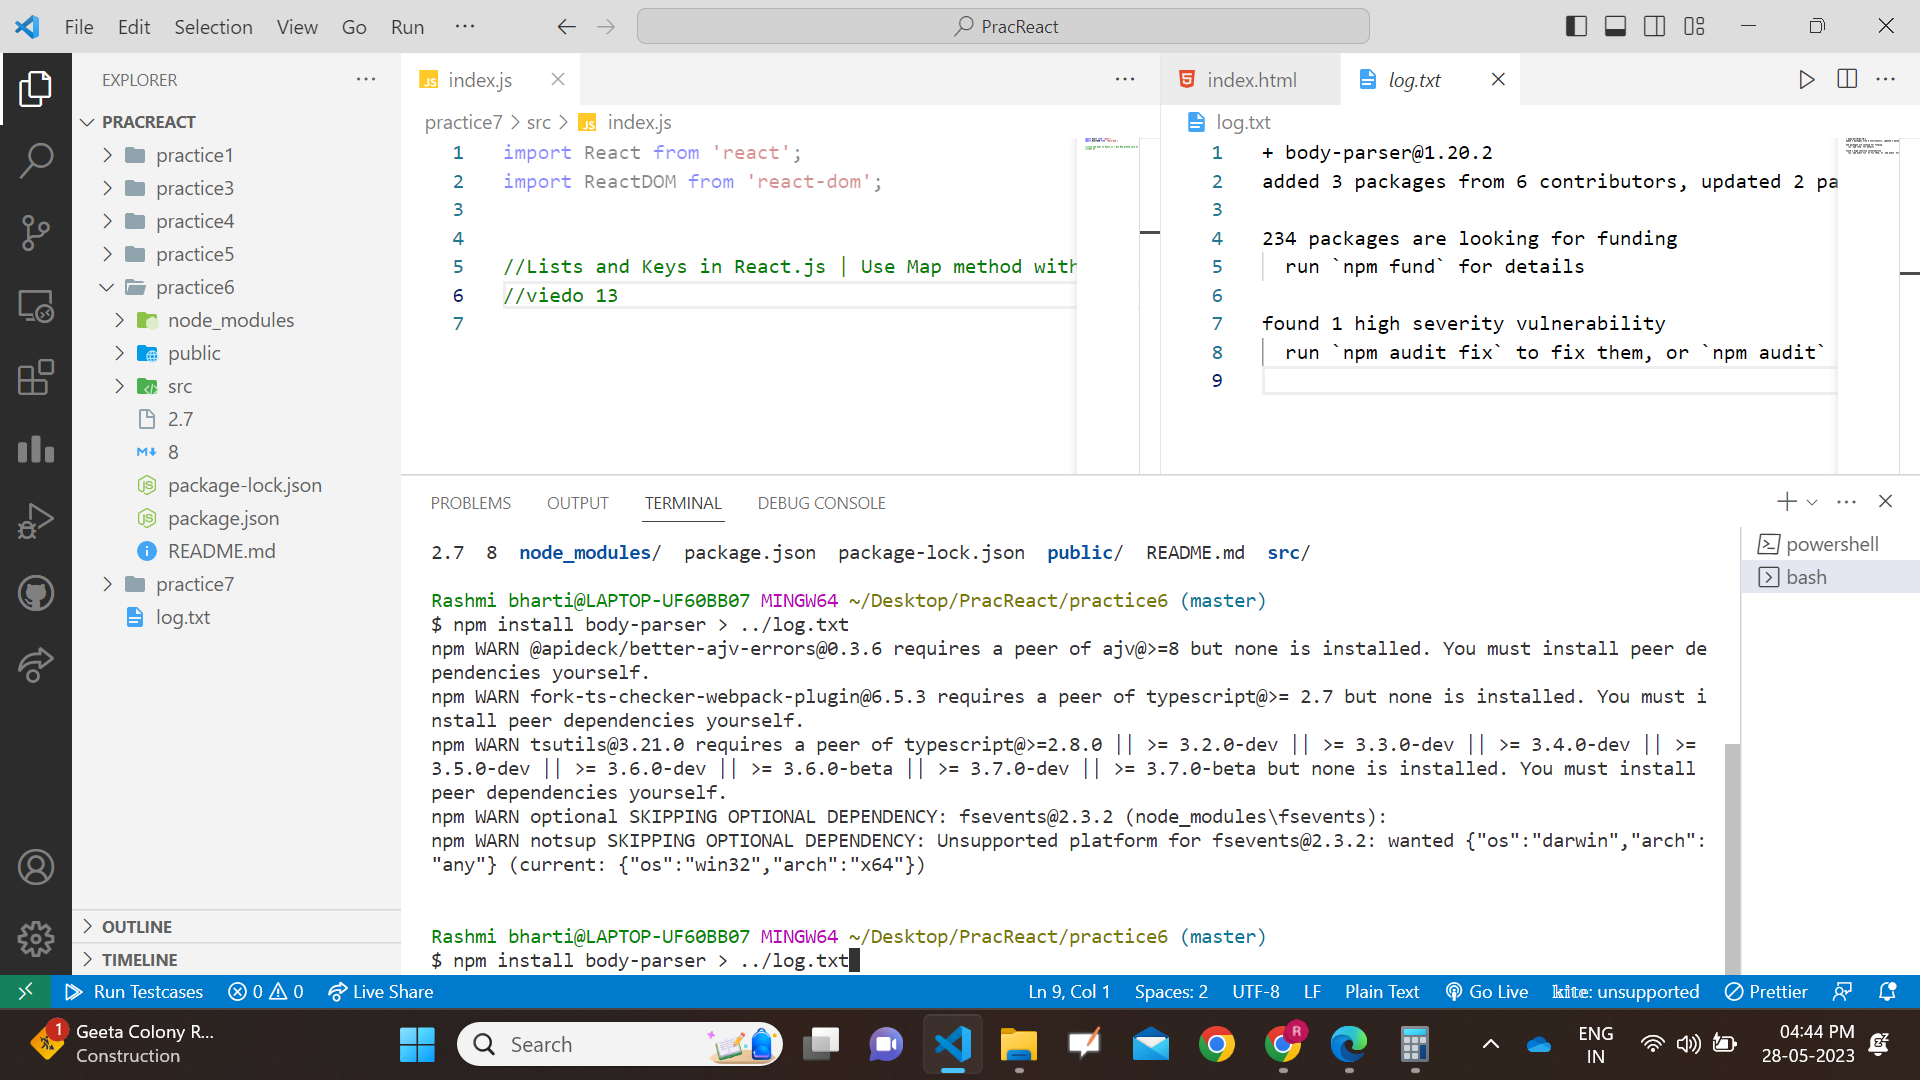 File Edit Selection View Go Run ···
PracReact
EXPLORER
PRACREACT
practice1
practice3
practice4
practice5
practice6
node_modules
public
src
2.7
8
package-lock.json
package.json
README.md
practice7
log.txt
OUTLINE
TIMELINE
JS index.js
practice7 > src > JS index.js
1 import React from 'react';
2 import ReactDOM from 'react-dom';
3
4
5 //Lists and Keys in React.js | Use Map method with
6 //viedo 13
7
index.html log.txt
log.txt
1 + body-parser@1.20.2
2 added 3 packages from 6 contributors, updated 2 pa
3
4 234 packages are looking for funding
5 run `npm fund` for details
6
7 found 1 high severity vulnerability
8 run `npm audit fix` to fix them, or `npm audit`
9
PROBLEMS OUTPUT TERMINAL DEBUG CONSOLE
powershell
bash
2.7 8 node_modules/ package.json package-lock.json public/ README.md src/
Rashmi bharti@LAPTOP-UF60BB07 MINGW64 ~/Desktop/PracReact/practice6 (master)
$ npm install body-parser > ../log.txt
npm WARN @apideck/better-ajv-errors@0.3.6 requires a peer of ajv@>=8 but none is installed. You must install peer de
pendencies yourself.
npm WARN fork-ts-checker-webpack-plugin@6.5.3 requires a peer of typescript@>= 2.7 but none is installed. You must i
nstall peer dependencies yourself.
npm WARN tsutils@3.21.0 requires a peer of typescript@>=2.8.0 || >= 3.2.0-dev || >= 3.3.0-dev || >= 3.4.0-dev || >=
3.5.0-dev || >= 3.6.0-dev || >= 3.6.0-beta || >= 3.7.0-dev || >= 3.7.0-beta but none is installed. You must install
peer dependencies yourself.
npm WARN optional SKIPPING OPTIONAL DEPENDENCY: fsevents@2.3.2 (node_modules\fsevents):
npm WARN notsup SKIPPING OPTIONAL DEPENDENCY: Unsupported platform for fsevents@2.3.2: wanted {"os":"darwin","arch":
"any"} (current: {"os":"win32","arch":"x64"})
Rashmi bharti@LAPTOP-UF60BB07 MINGW64 ~/Desktop/PracReact/practice6 (master)
$ npm install body-parser > ../log.txt
Run Testcases 0 0 Live Share Ln 9, Col 1 Spaces: 2 UTF-8 LF Plain Text Go Live kite: unsupported Prettier
1 Geeta Colony R...
Construction
Search
R
ENG
IN
04:44 PM
28-05-2023